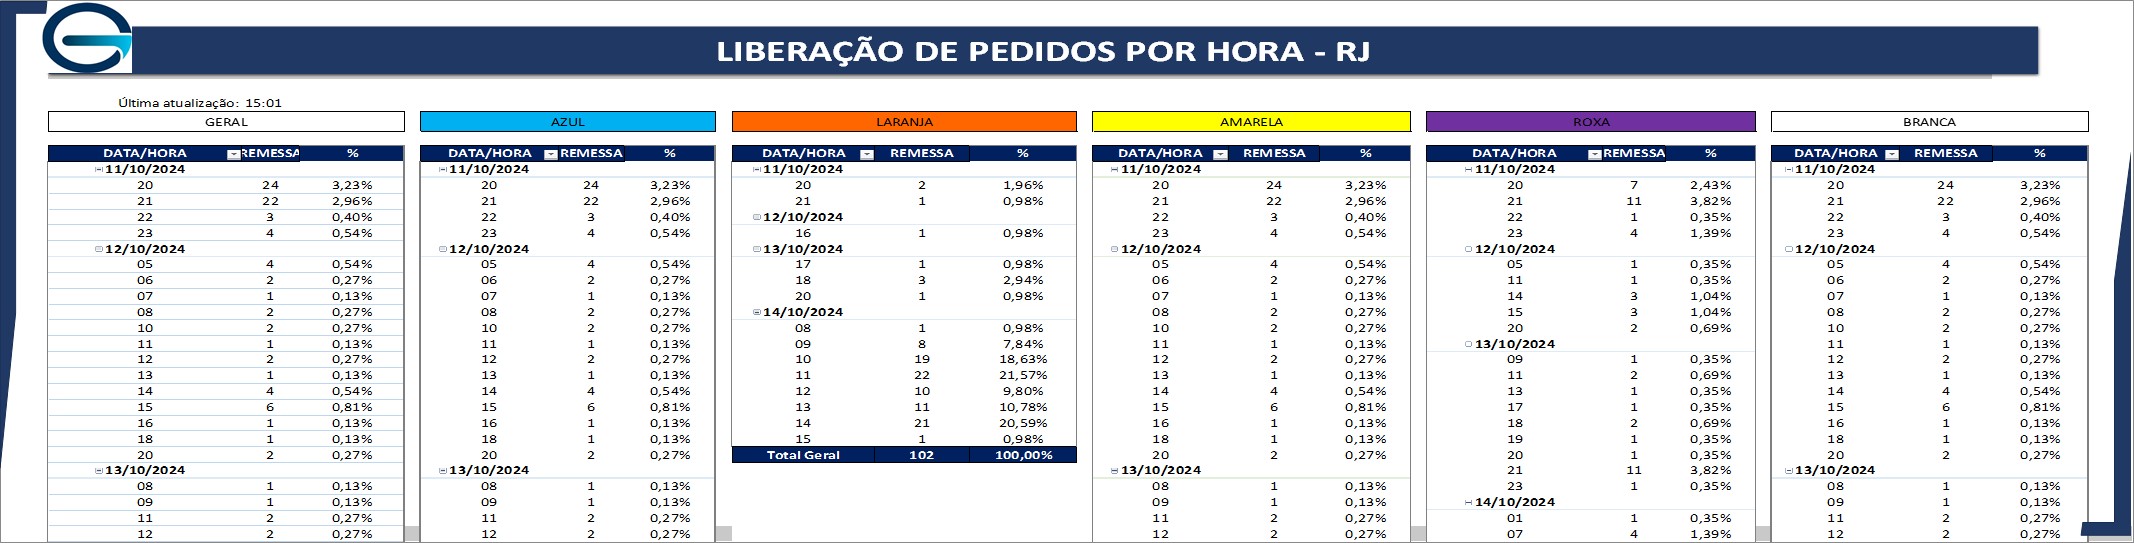 LIBERAÇÃO DE PEDIDOS POR HORA - RJ
Última atualização: 15:01
GERAL AZUL LARANJA AMARELA ROXA BRANCA
DATA/HORA REMESSA % DATA/HORA REMESSA % DATA/HORA REMESSA % DATA/HORA REMESSA % DATA/HORA REMESSA % DATA/HORA REMESSA %
11/10/2024 11/10/2024 11/10/2024 11/10/2024 11/10/2024 11/10/2024
20 24 3,23% 20 24 3,23% 20 2 1,96% 20 24 3,23% 20 7 2,43% 20 24 3,23%
21 22 2,96% 21 22 2,96% 21 1 0,98% 21 22 2,96% 21 11 3,82% 21 22 2,96%
22 3 0,40% 22 3 0,40% 12/10/2024 22 3 0,40% 22 1 0,35% 22 3 0,40%
23 4 0,54% 23 4 0,54% 16 1 0,98% 23 4 0,54% 23 4 1,39% 23 4 0,54%
12/10/2024 12/10/2024 13/10/2024 12/10/2024 12/10/2024 12/10/2024
05 4 0,54% 05 4 0,54% 17 1 0,98% 05 4 0,54% 05 1 0,35% 05 4 0,54%
06 2 0,27% 06 2 0,27% 18 3 2,94% 06 2 0,27% 11 1 0,35% 06 2 0,27%
07 1 0,13% 07 1 0,13% 20 1 0,98% 07 1 0,13% 14 3 1,04% 07 1 0,13%
08 2 0,27% 08 2 0,27% 14/10/2024 08 2 0,27% 15 3 1,04% 08 2 0,27%
10 2 0,27% 10 2 0,27% 08 1 0,98% 10 2 0,27% 20 2 0,69% 10 2 0,27%
11 1 0,13% 11 1 0,13% 09 8 7,84% 11 1 0,13% 13/10/2024 11 1 0,13%
12 2 0,27% 12 2 0,27% 10 19 18,63% 12 2 0,27% 09 1 0,35% 12 2 0,27%
13 1 0,13% 13 1 0,13% 11 22 21,57% 13 1 0,13% 11 2 0,69% 13 1 0,13%
14 4 0,54% 14 4 0,54% 12 10 9,80% 14 4 0,54% 13 1 0,35% 14 4 0,54%
15 6 0,81% 15 6 0,81% 13 11 10,78% 15 6 0,81% 17 1 0,35% 15 6 0,81%
16 1 0,13% 16 1 0,13% 14 21 20,59% 16 1 0,13% 18 2 0,69% 16 1 0,13%
18 1 0,13% 18 1 0,13% 15 1 0,98% 18 1 0,13% 19 1 0,35% 18 1 0,13%
20 2 0,27% 20 2 0,27% Total Geral 102 100,00% 20 2 0,27% 20 1 0,35% 20 2 0,27%
13/10/2024 13/10/2024 13/10/2024 21 11 3,82% 13/10/2024
08 1 0,13% 08 1 0,13% 08 1 0,13% 23 1 0,35% 08 1 0,13%
09 1 0,13% 09 1 0,13% 09 1 0,13% 14/10/2024 09 1 0,13%
11 2 0,27% 11 2 0,27% 11 2 0,27% 01 1 0,35% 11 2 0,27%
12 2 0,27% 12 2 0,27% 12 2 0,27% 07 4 1,39% 12 2 0,27%